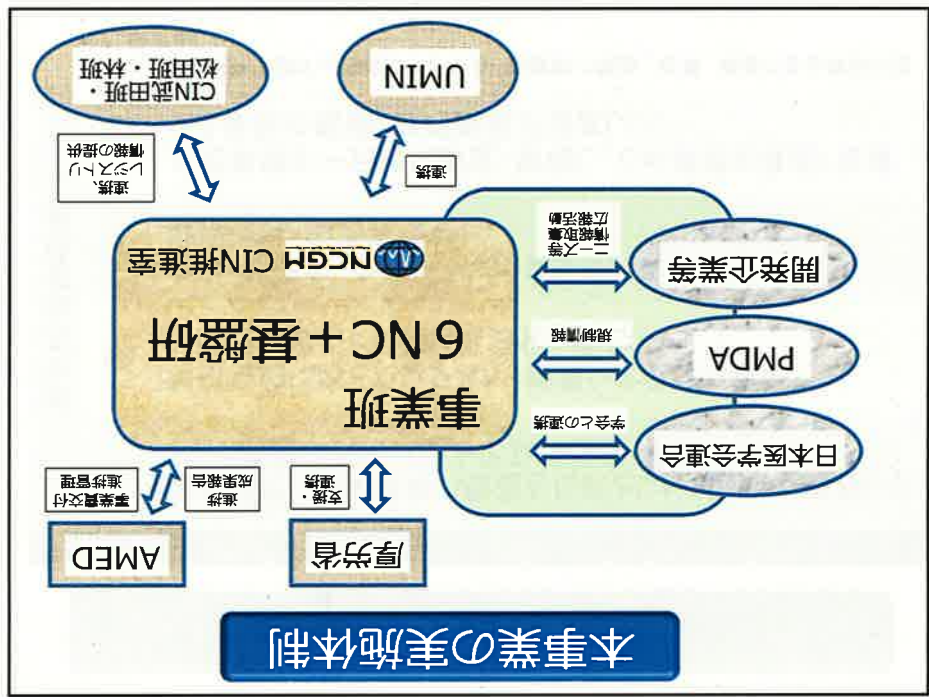 本事業の実施体制
厚労省
AMED
支援・
連携
進捗
成果報告
事業費交付
進捗管理
日本医学会連合
学会との連携
PMDA
規制情報
開発企業等
ニーズ等
情報取集
広報活動
事業班
6NC+基盤研
NCGM CIN推進室
連携
UMIN
連携、
レジストリ
情報の提供
CIN武田班・
松田班・林班